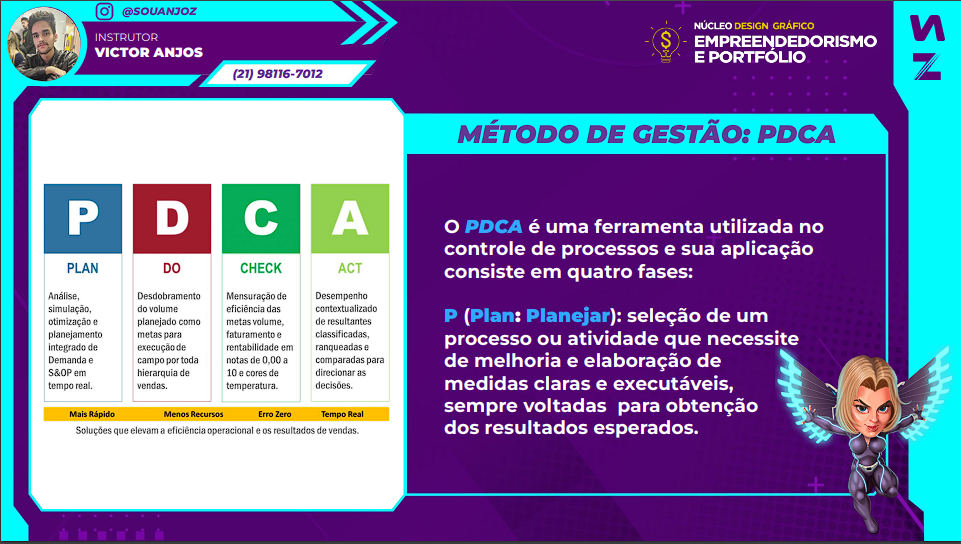 @SOUANJOZ
INSTRUTOR
VICTOR ANJOS
(21) 98116-7012
NÚCLEO DESIGN GRÁFICO
EMPREENDEDORISMO
E PORTFÓLIO
NZ
MÉTODO DE GESTÃO: PDCA
P
PLAN
Análise,
simulação,
otimização e
planejamento
integrado de
Demanda e
S&OP em
tempo real.
D
DO
Desdobramento
do volume
planejado como
metas para
execução de
campo por toda
hierarquia de
vendas.
C
CHECK
Mensuração de
eficiência das
metas volume,
faturamento e
rentabilidade em
notas de 0,00 a
10 e cores de
temperatura.
A
ACT
Desempenho
contextualizado
de resultantes
classificadas,
ranqueadas e
comparadas para
direcionar as
decisões.
Mais Rápido Menos Recursos Erro Zero Tempo Real
Soluções que elevam a eficiência operacional e os resultados de vendas.
O PDCA é uma ferramenta utilizada no
controle de processos e sua aplicação
consiste em quatro fases:
P (Plan: Planejar): seleção de um
processo ou atividade que necessite
de melhoria e elaboração de
medidas claras e executáveis,
sempre voltadas para obtenção
dos resultados esperados.